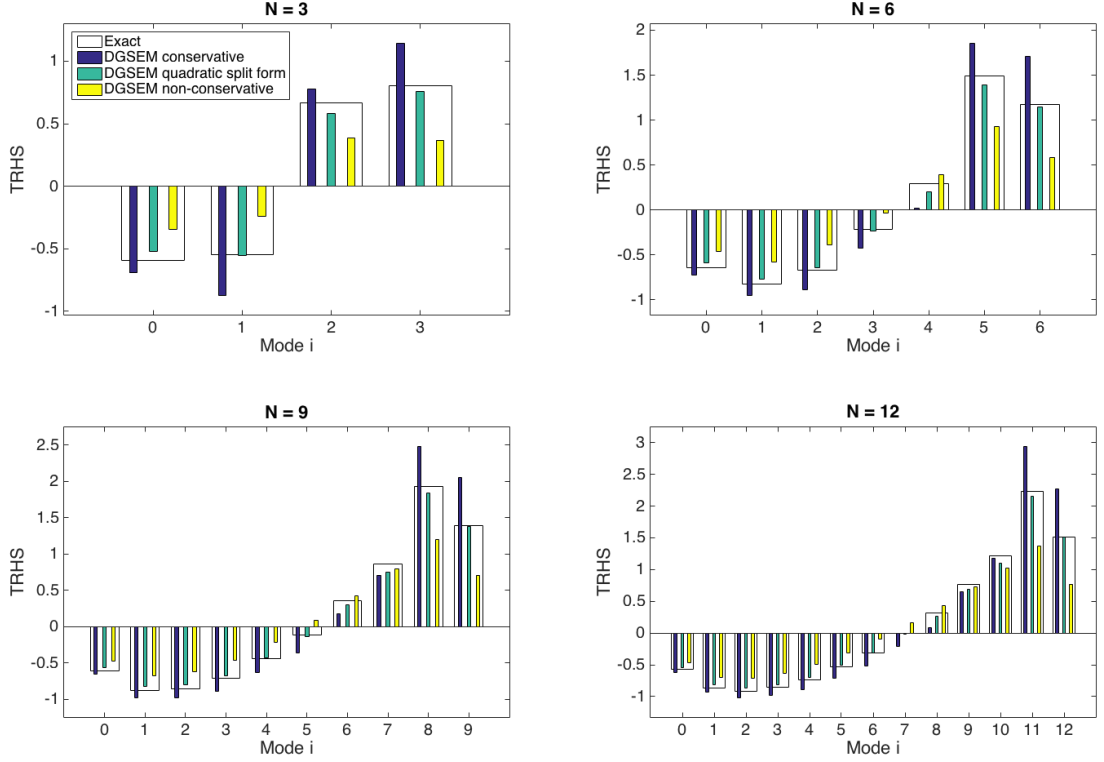 N = 3
1
0.5
0
-0.5
-1
TRHS
Exact
DGSEM conservative
DGSEM quadratic split form
DGSEM non-conservative
0 1 2 3
Mode i
N = 6
2
1.5
1
0.5
0
-0.5
-1
TRHS
0 1 2 3 4 5 6
Mode i
N = 9
2.5
2
1.5
1
0.5
0
-0.5
-1
TRHS
0 1 2 3 4 5 6 7 8 9
Mode i
N = 12
3
2.5
2
1.5
1
0.5
0
-0.5
-1
TRHS
0 1 2 3 4 5 6 7 8 9 10 11 12
Mode i